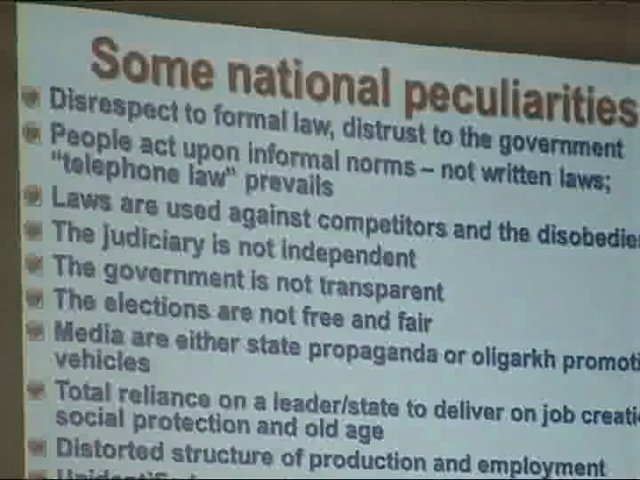 Some national peculiarities
Disrespect to formal law, distrust to the government
People act upon informal norms – not written laws;
"telephone law" prevails
Laws are used against competitors and the disobedie
The judiciary is not independent
The government is not transparent
The elections are not free and fair
Media are either state propaganda or oligarkh promoti
vehicles
Total reliance on a leader/state to deliver on job creati
social protection and old age
Distorted structure of production and employment